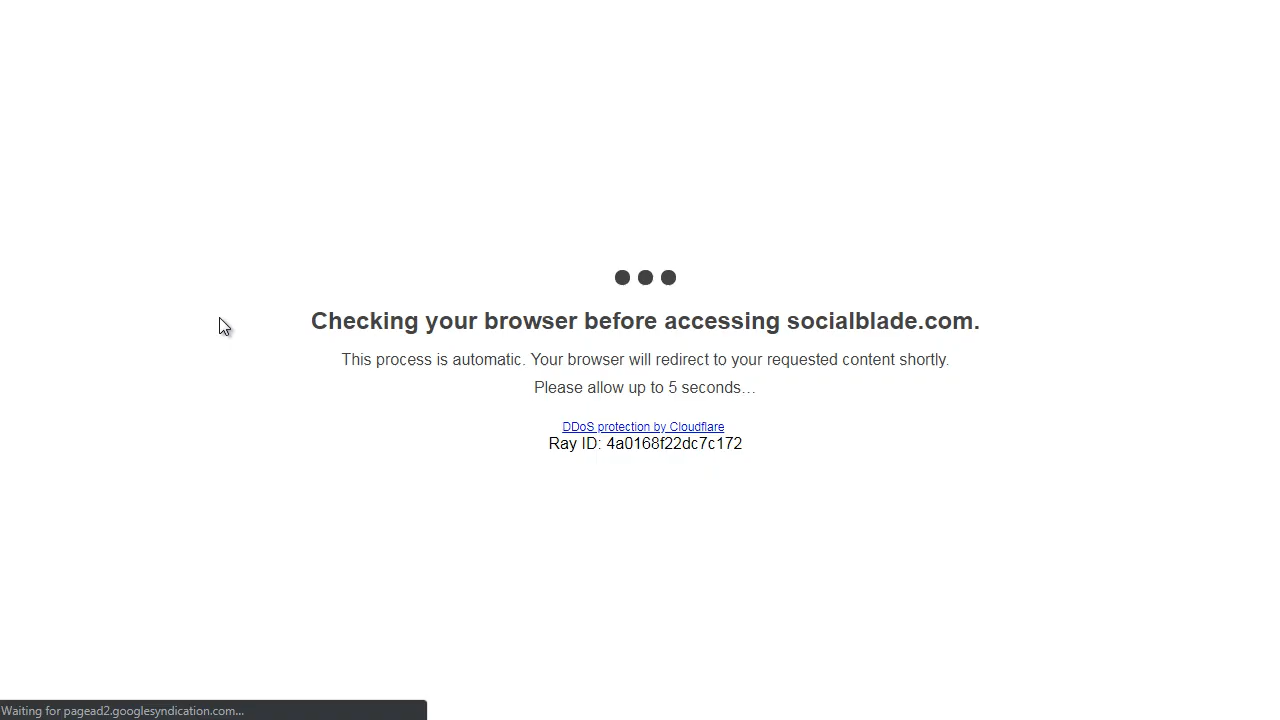 Checking your browser before accessing socialblade.com.
This process is automatic. Your browser will redirect to your requested content shortly.
Please allow up to 5 seconds…
DDoS protection by Cloudflare
Ray ID: 4a0168f22dc7c172
Waiting for pagead2.googlesyndication.com...